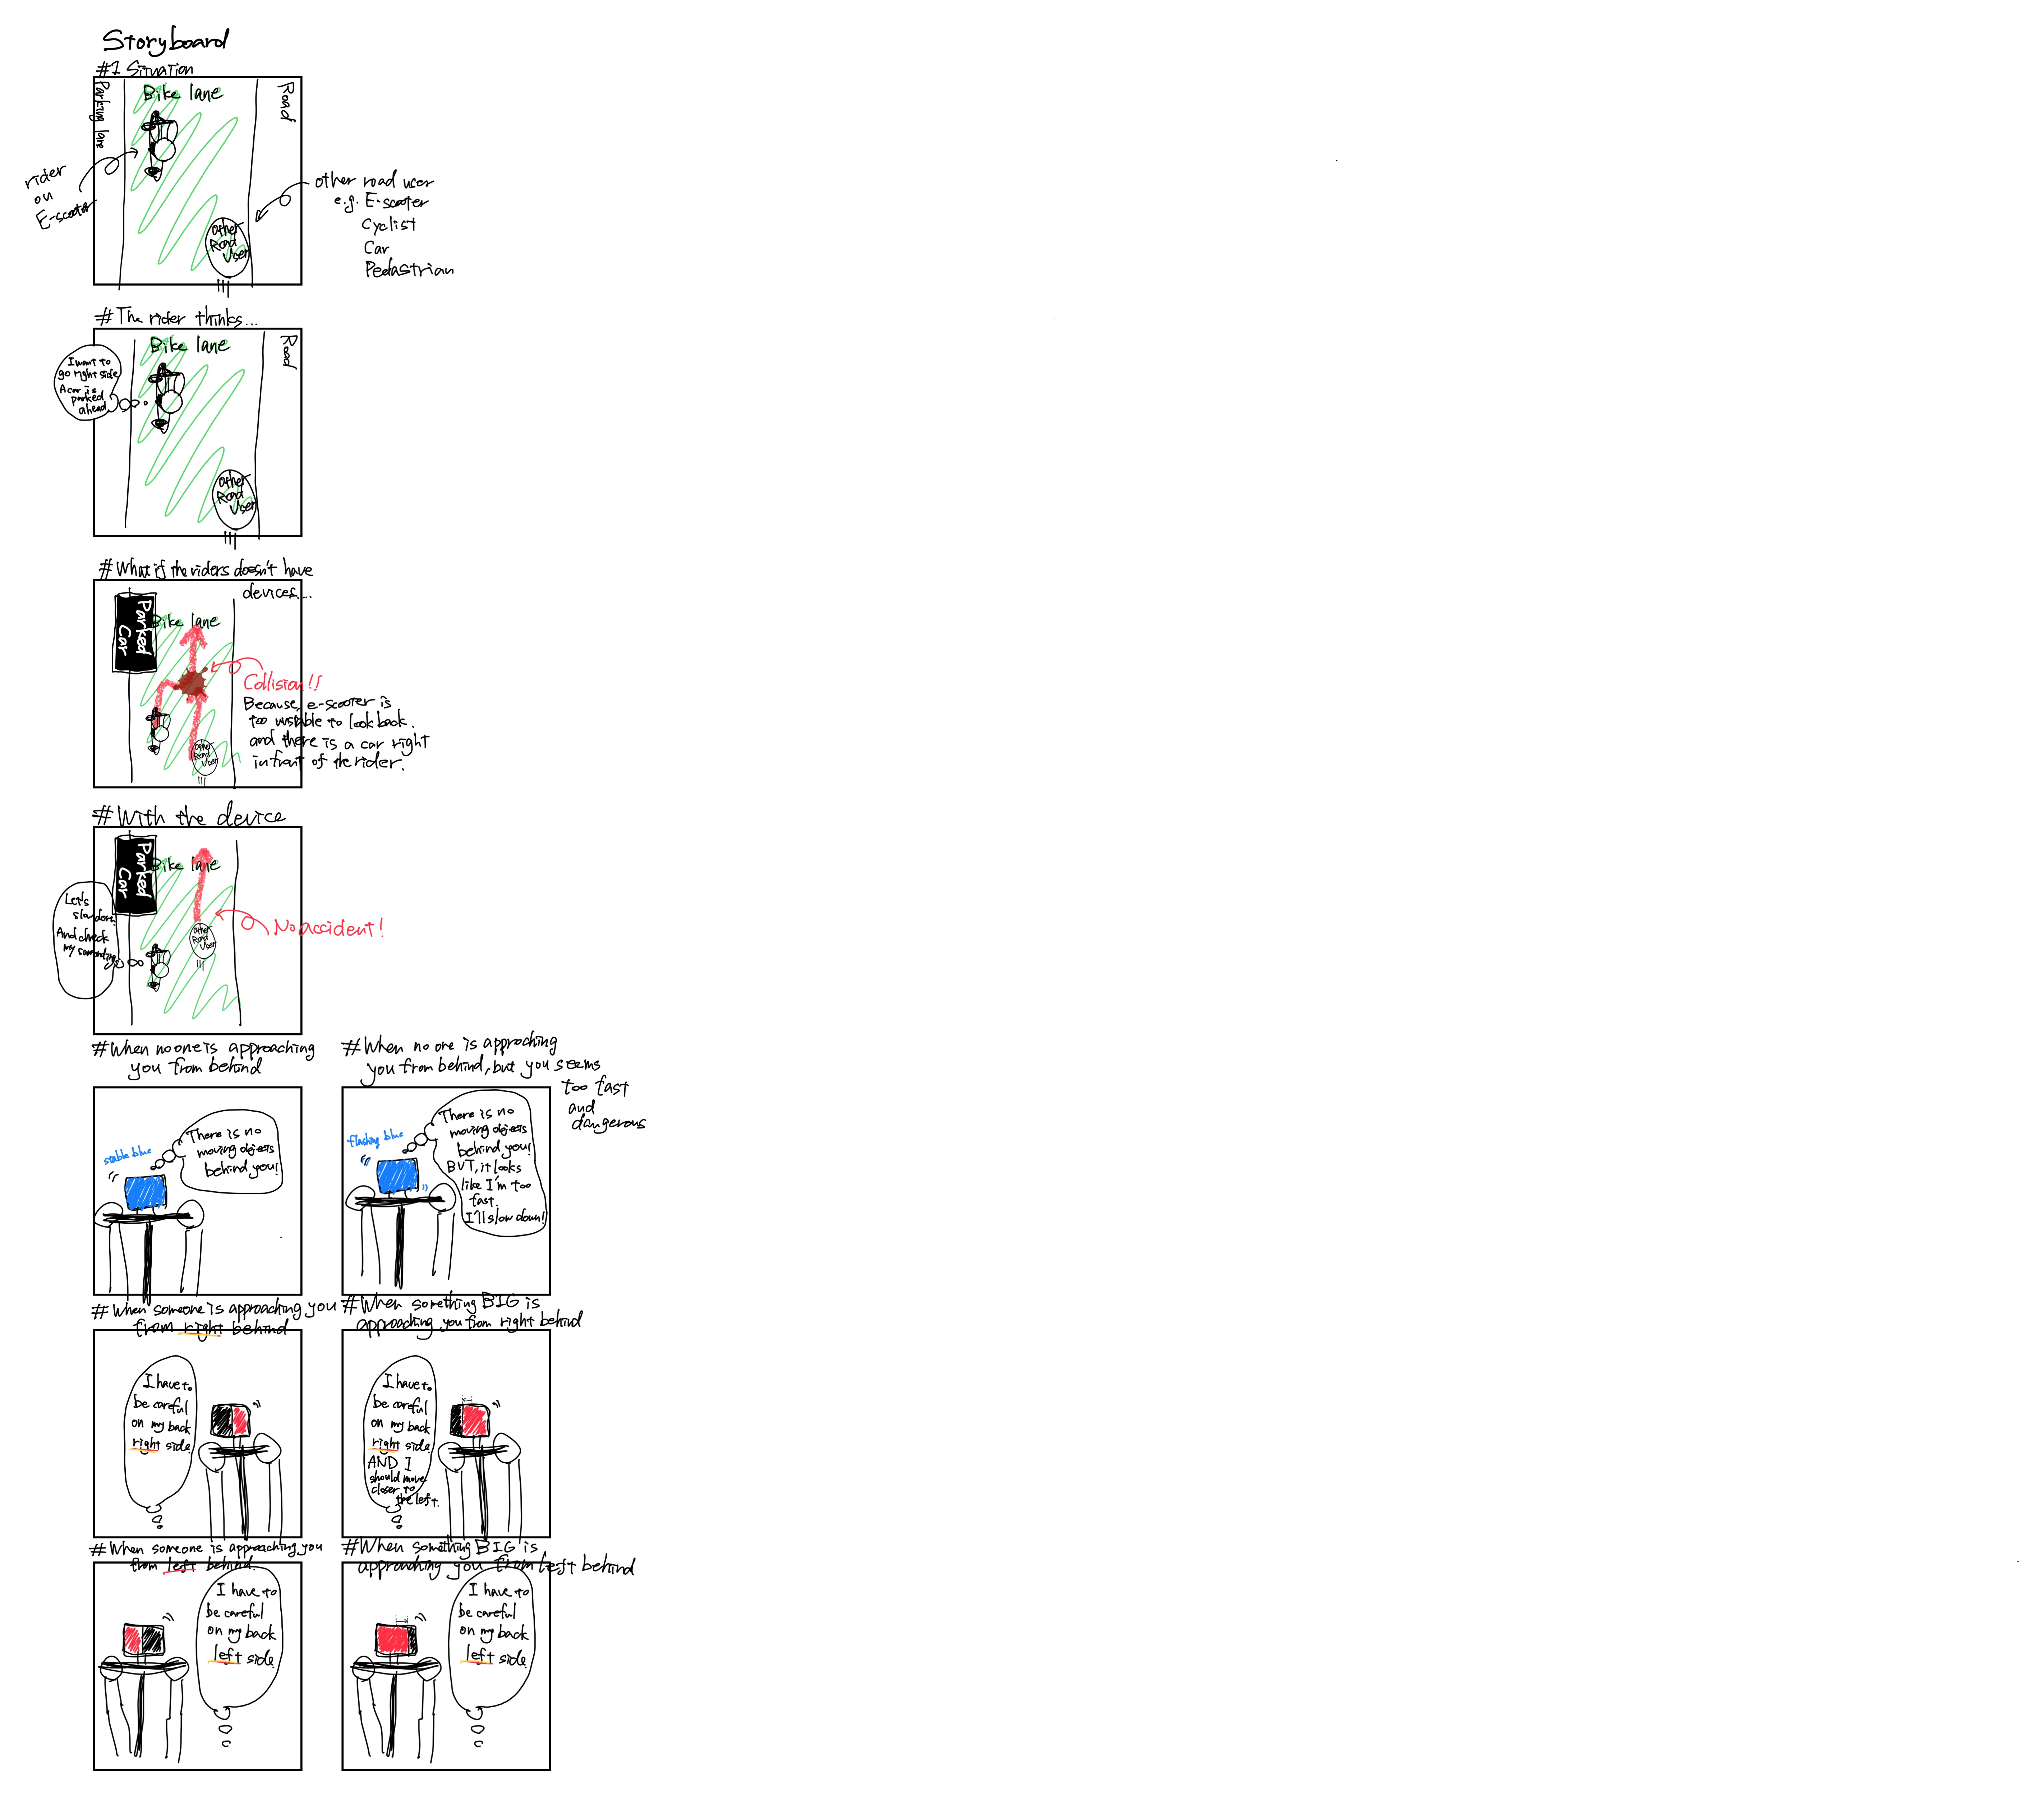 Storyboard
#1 Situation
Parking lane
Bike lane
Road
rider
on
E-scooter
other road user
e.g. E-scooter
Cyclist
Car
Pedastrian
Other
Road
User
# The rider thinks...
Bike lane
Road
I want to
go right side
A car is
parked
ahead
Other
Road
User
# What if the riders doesn't have
devices...
Parked
Car
Bike lane
Collision!!
Because, e-scooter is
too unstable to look back.
and there is a car right
in front of the rider.
Other
Road
User
# With the device
Parked
Car
Bike lane
Let's
slow down.
And check
my surroundings
Other
Road
User
No accident!
# When no one is approaching
you from behind
stable blue
There is no
moving objects
behind you!
# When no one is approching
you from behind, but you seems
too fast
and
dangerous
flashing blue
There is no
moving objects
behind you!
BUT, it looks
like I'm too
fast.
I'll slow down!
# When someone is approaching you
from right behind
I have to
be careful
on my back
right side.
# When something BIG is
approaching you from right behind
I have to
be careful
on my back
right side.
AND I
should move
closer to
the left.
# When someone is approaching you
from left behind.
I have to
be careful
on my back
left side.
# When something BIG is
approaching you from left behind
I have to
be careful
on my back
left side.